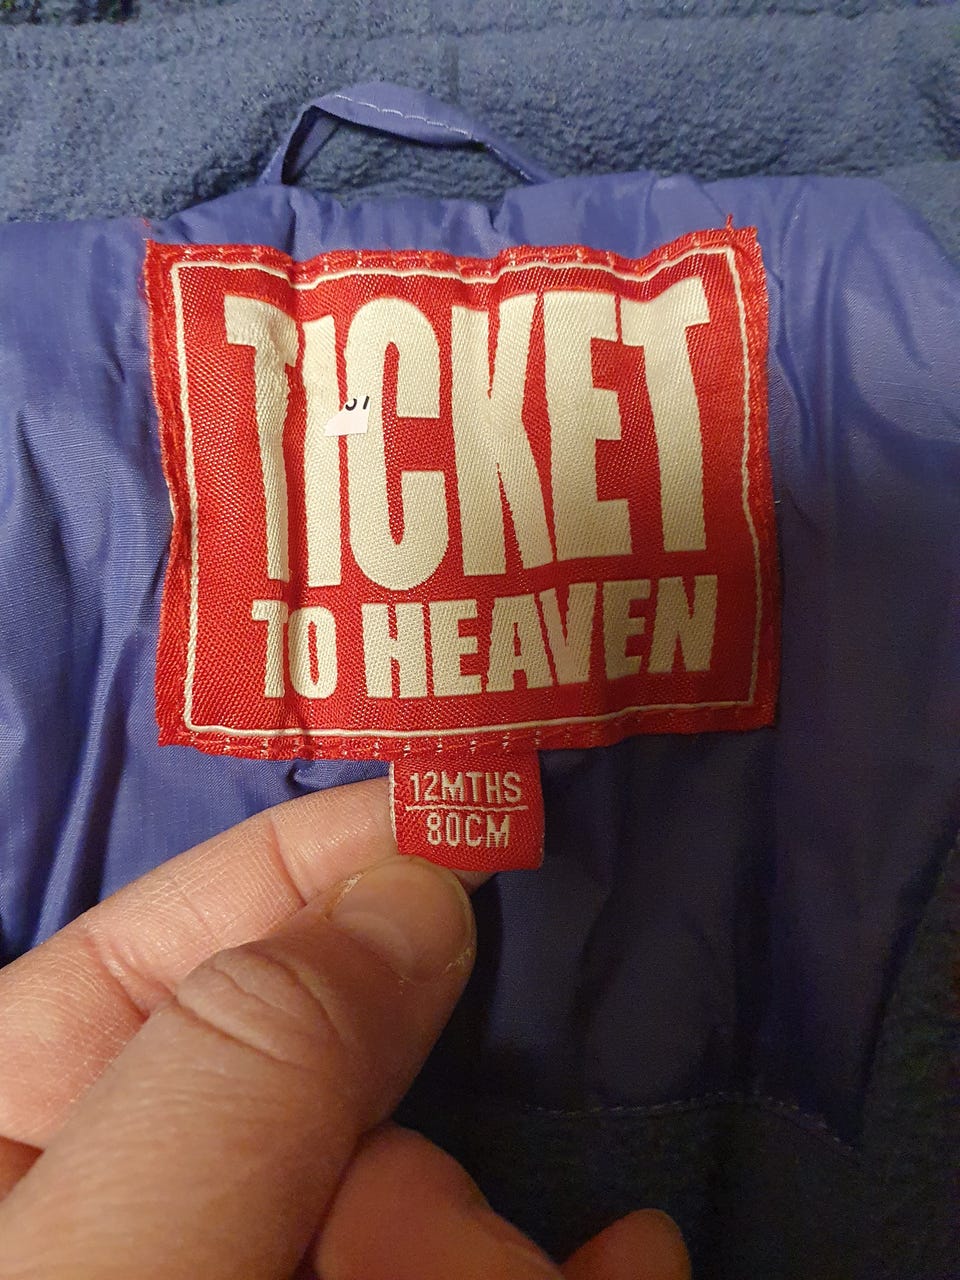 TICKET
TO HEAVEN
12MTHS
80CM